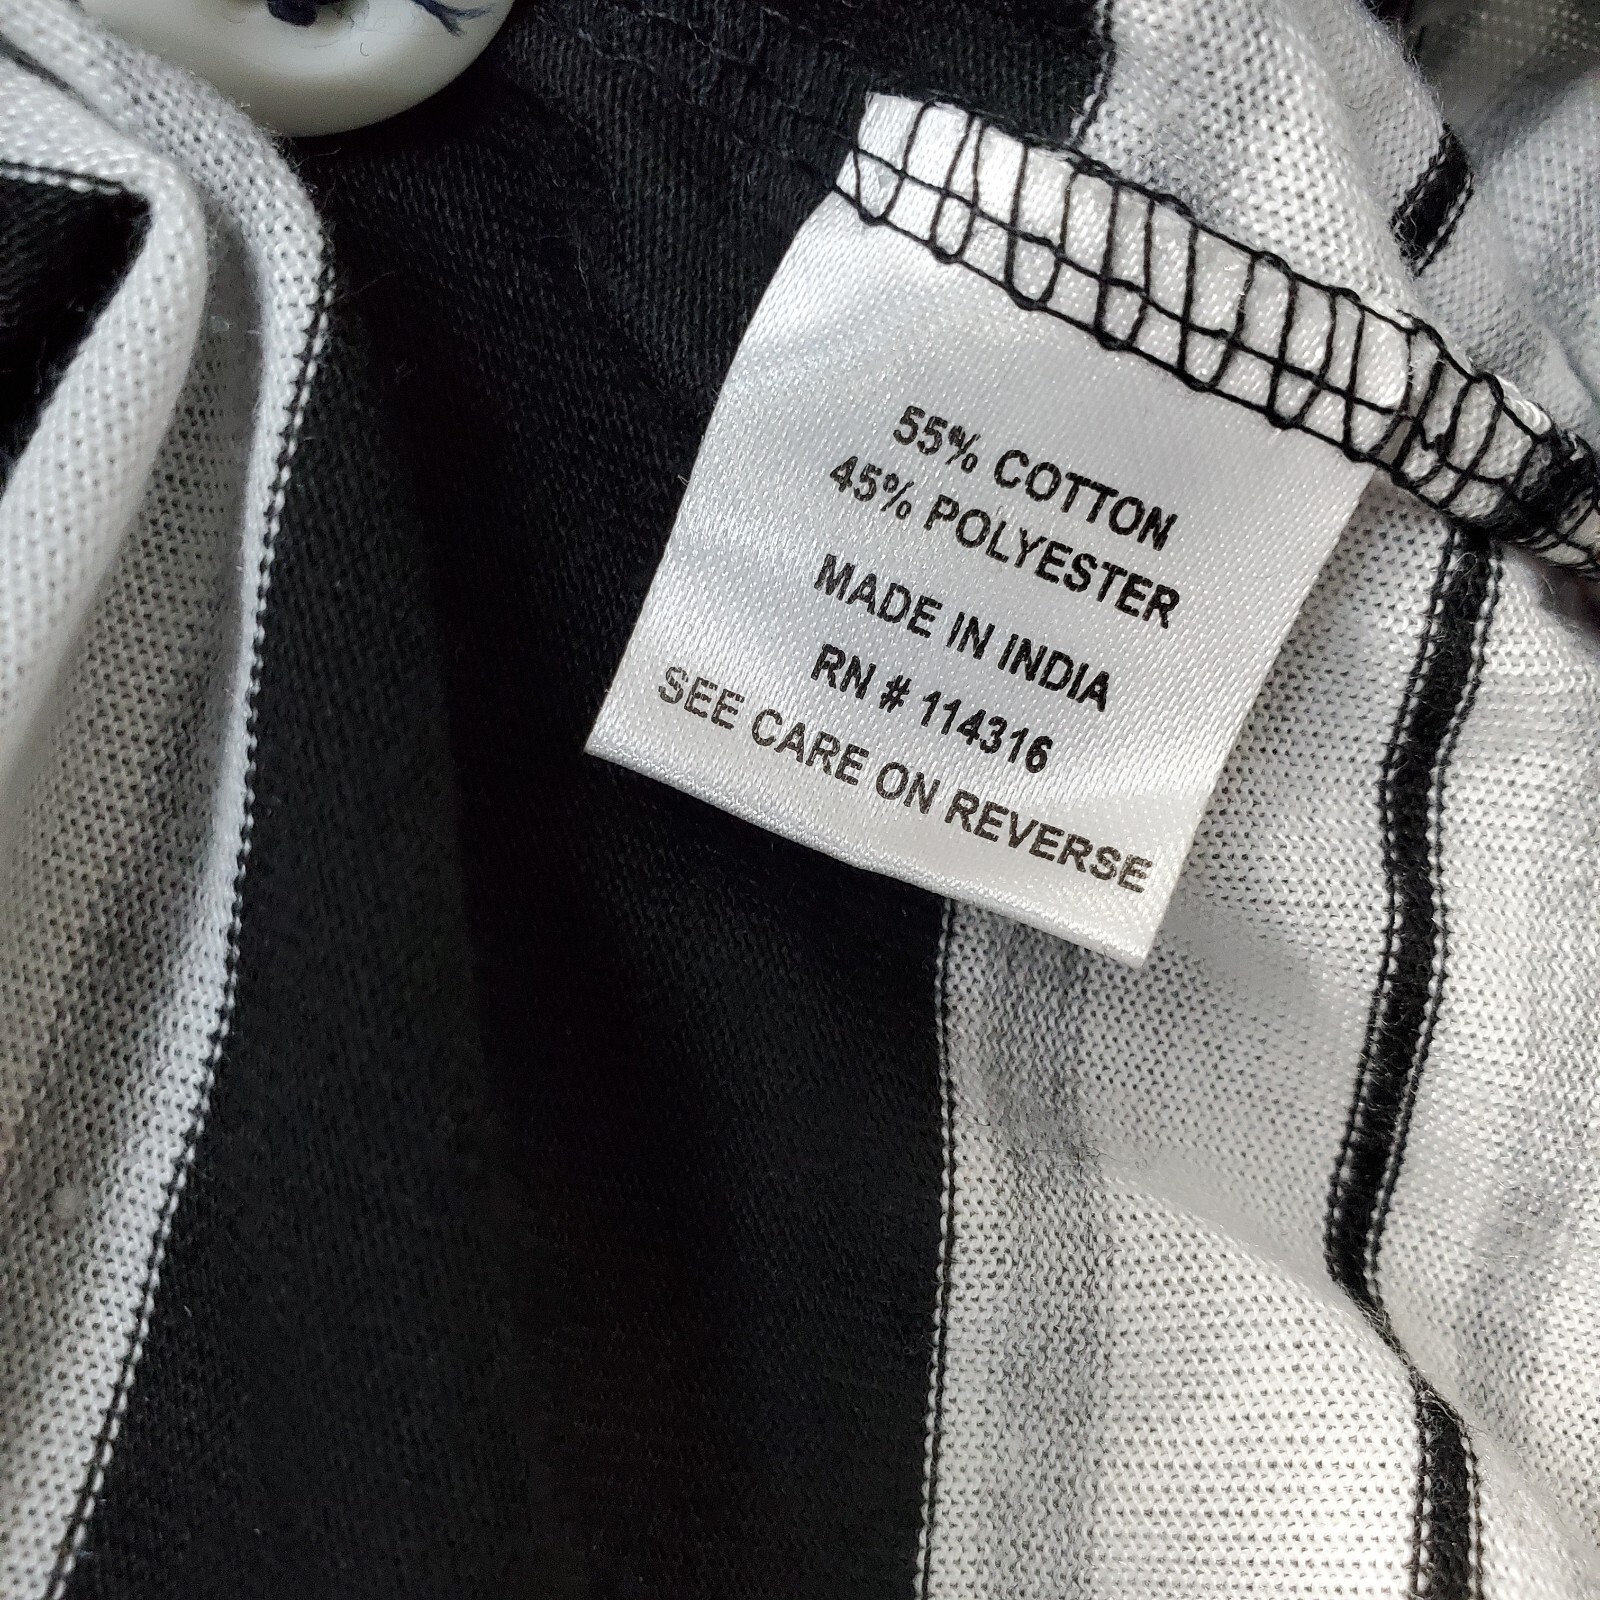 55% COTTON
45% POLYESTER
MADE IN INDIA
RN # 114316
SEE CARE ON REVERSE